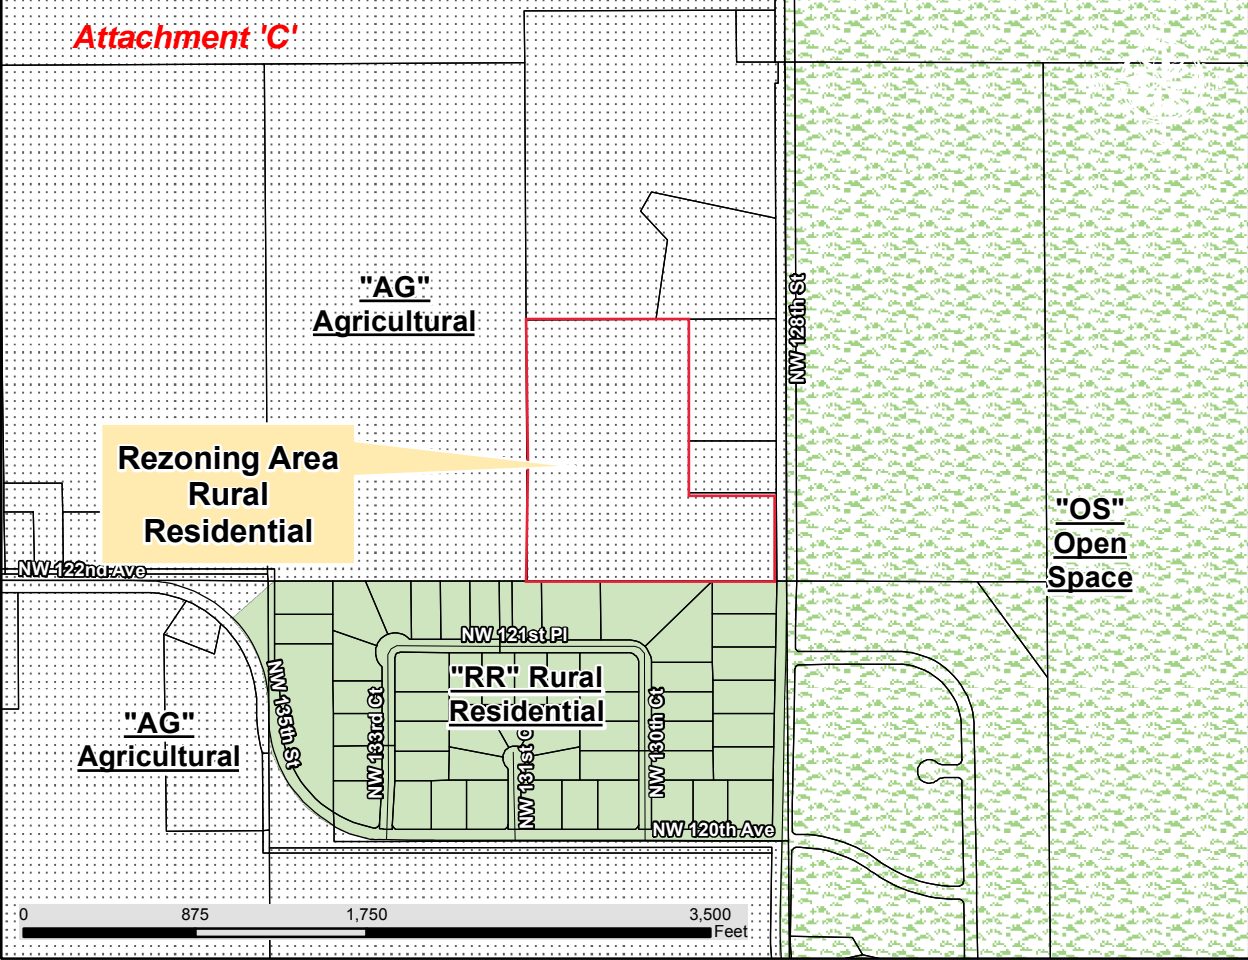 Attachment 'C'
"AG"
Agricultural
NW 128th St
Rezoning Area
Rural
Residential
"OS"
Open
Space
NW 122nd Ave
NW 121st Pl
"RR" Rural
Residential
NW 135th St
NW 133rd Ct
NW 131st C
NW 130th Ct
"AG"
Agricultural
NW 120th Ave
0 875 1,750 3,500
Feet